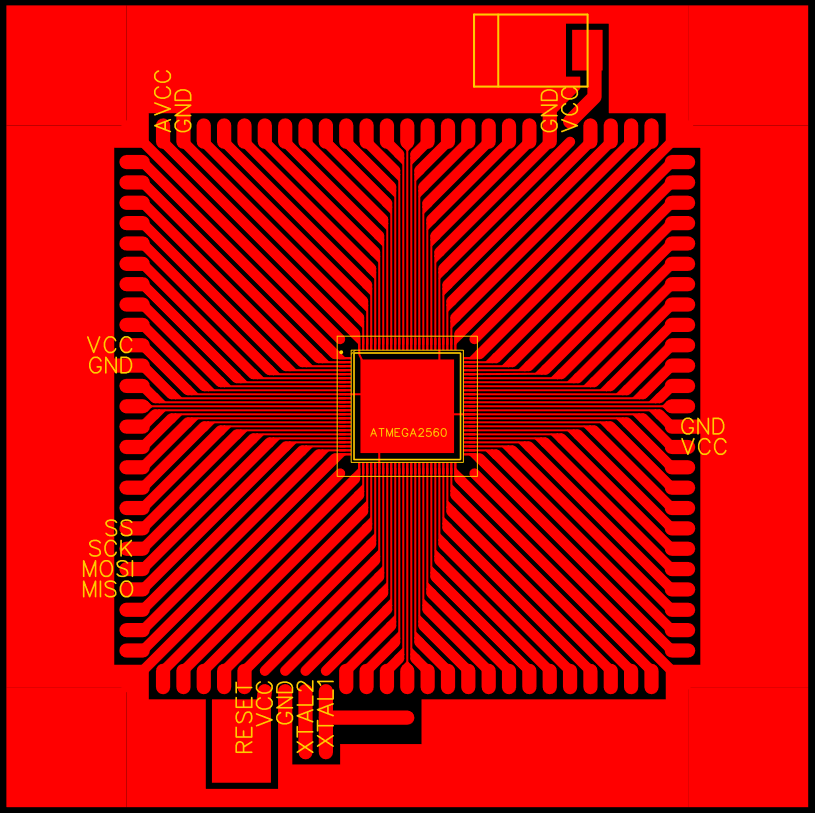 AVCC
GND
GND
VCC
VCC
GND
ATMEGA2560
GND
VCC
SS
SCK
MOSI
MISO
RESET
VCC
GND
XTAL2
XTAL1